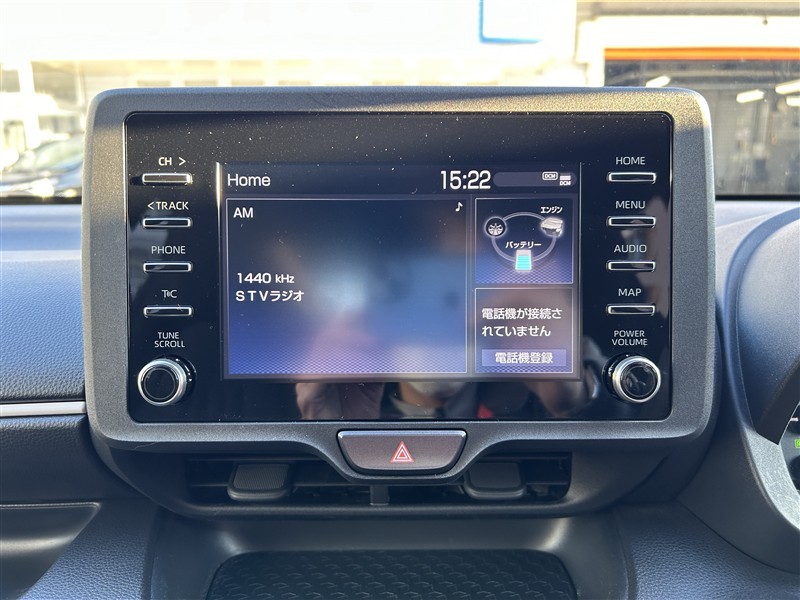 CH >
< TRACK
PHONE
T C
TUNE
SCROLL
Home
15:22
DCM
DCM
AM
♪
1440 kHz
STVラジオ
エンジン
バッテリー
電話機が接続さ
れていません
電話機登録
HOME
MENU
AUDIO
MAP
POWER
VOLUME